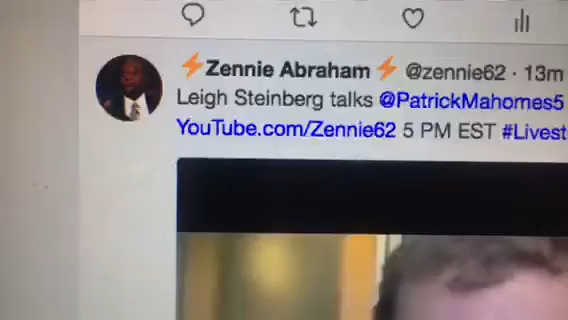 ⚡Zennie Abraham⚡ @zennie62 · 13m
Leigh Steinberg talks @PatrickMahomes5
YouTube.com/Zennie62 5 PM EST #Livest